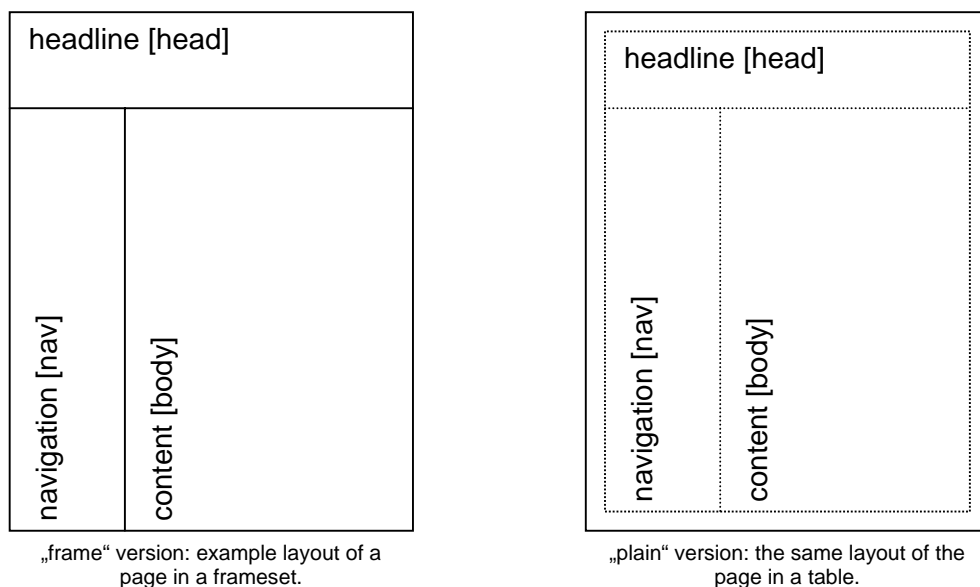 headline [head]
navigation [nav]
content [body]
„frame“ version: example layout of a
page in a frameset.
headline [head]
navigation [nav]
content [body]
„plain“ version: the same layout of the
page in a table.